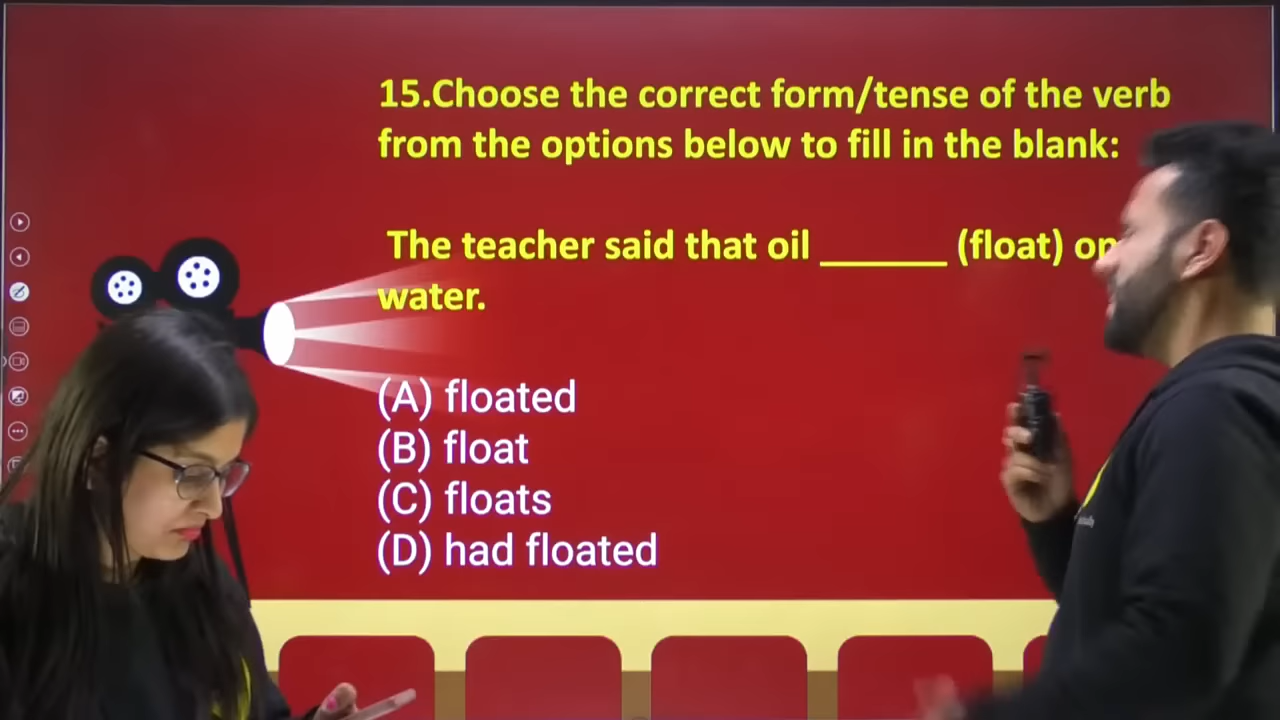 15.Choose the correct form/tense of the verb
from the options below to fill in the blank:
The teacher said that oil _______ (float) on
water.
(A) floated
(B) float
(C) floats
(D) had floated